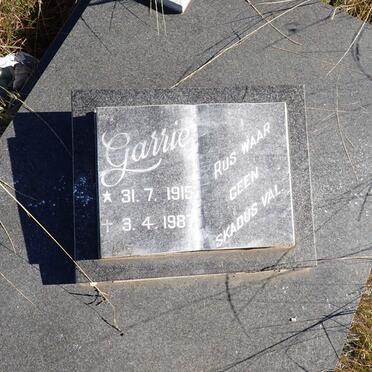 Garrie
* 31. 7. 1915
† 3. 4. 1987
RUS WAAR
GEEN
SKADUS VAL